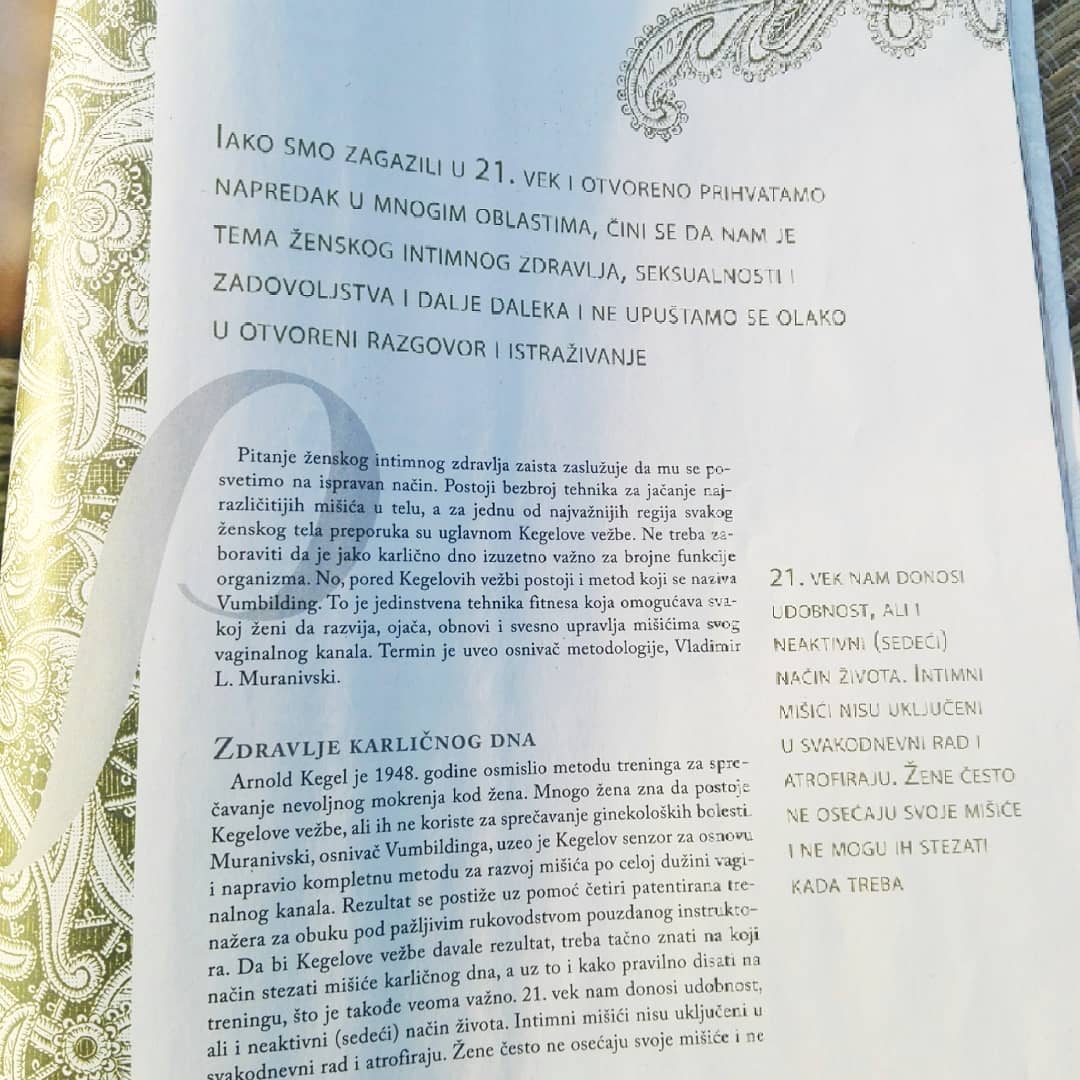 IAKO SMO ZAGAZILI U 21. VEK I OTVORENO PRIHVATAMO
NAPREDAK U MNOGIM OBLASTIMA, ČINI SE DA NAM JE
TEMA ŽENSKOG INTIMNOG ZDRAVLJA, SEKSUALNOSTI I
ZADOVOLJSTVA I DALJE DALEKA I NE UPUŠTAMO SE OLAKO
U OTVORENI RAZGOVOR I ISTRAŽIVANJE
Pitanje ženskog intimnog zdravlja zaista zaslužuje da mu se po-
svetimo na ispravan način. Postoji bezbroj tehnika za jačanje naj-
različitijih mišića u telu, a za jednu od najvažnijih regija svakog
ženskog tela preporuka su uglavnom Kegelove vežbe. Ne treba za-
boraviti da je jako karlično dno izuzetno važno za brojne funkcije
organizma. No, pored Kegelovih vežbi postoji i metod koji se naziva
Vumbilding. To je jedinstvena tehnika fitnesa koja omogućava sva-
koj ženi da razvija, ojača, obnovi i svesno upravlja mišićima svog
vaginalnog kanala. Termin je uveo osnivač metodologije, Vladimir
L. Muranivski.
ZDRAVLJE KARLIČNOG DNA
Arnold Kegel je 1948. godine osmislio metodu treninga za spre-
čavanje nevoljnog mokrenja kod žena. Mnogo žena zna da postoje
Kegelove vežbe, ali ih ne koriste za sprečavanje ginekoloških bolesti.
Muranivski, osnivač Vumbildinga, uzeo je Kegelov senzor za osnovu
i napravio kompletnu metodu za razvoj mišića po celoj dužini vagi-
nalnog kanala. Rezultat se postiže uz pomoć četiri patentirana tre-
nažera za obuku pod pažljivim rukovodstvom pouzdanog instrukto-
ra. Da bi Kegelove vežbe davale rezultat, treba tačno znati na koji
način stezati mišiće karličnog dna, a uz to i kako pravilno disati na
treningu, što je takođe veoma važno. 21. vek nam donosi udobnost,
ali i neaktivni (sedeći) način života. Intimni mišići nisu uključeni u
svakodnevni rad i atrofiraju. Žene često ne osećaju svoje mišiće i ne
21. VEK NAM DONOSI
UDOBNOST, ALI I
NEAKTIVNI (SEDEĆI)
NAČIN ŽIVOTA. INTIMNI
MIŠIĆI NISU UKLJUČENI
U SVAKODNEVNI RAD I
ATROFIRAJU. ŽENE ČESTO
NE OSEĆAJU SVOJE MIŠIĆE
I NE MOGU IH STEZATI
KADA TREBA